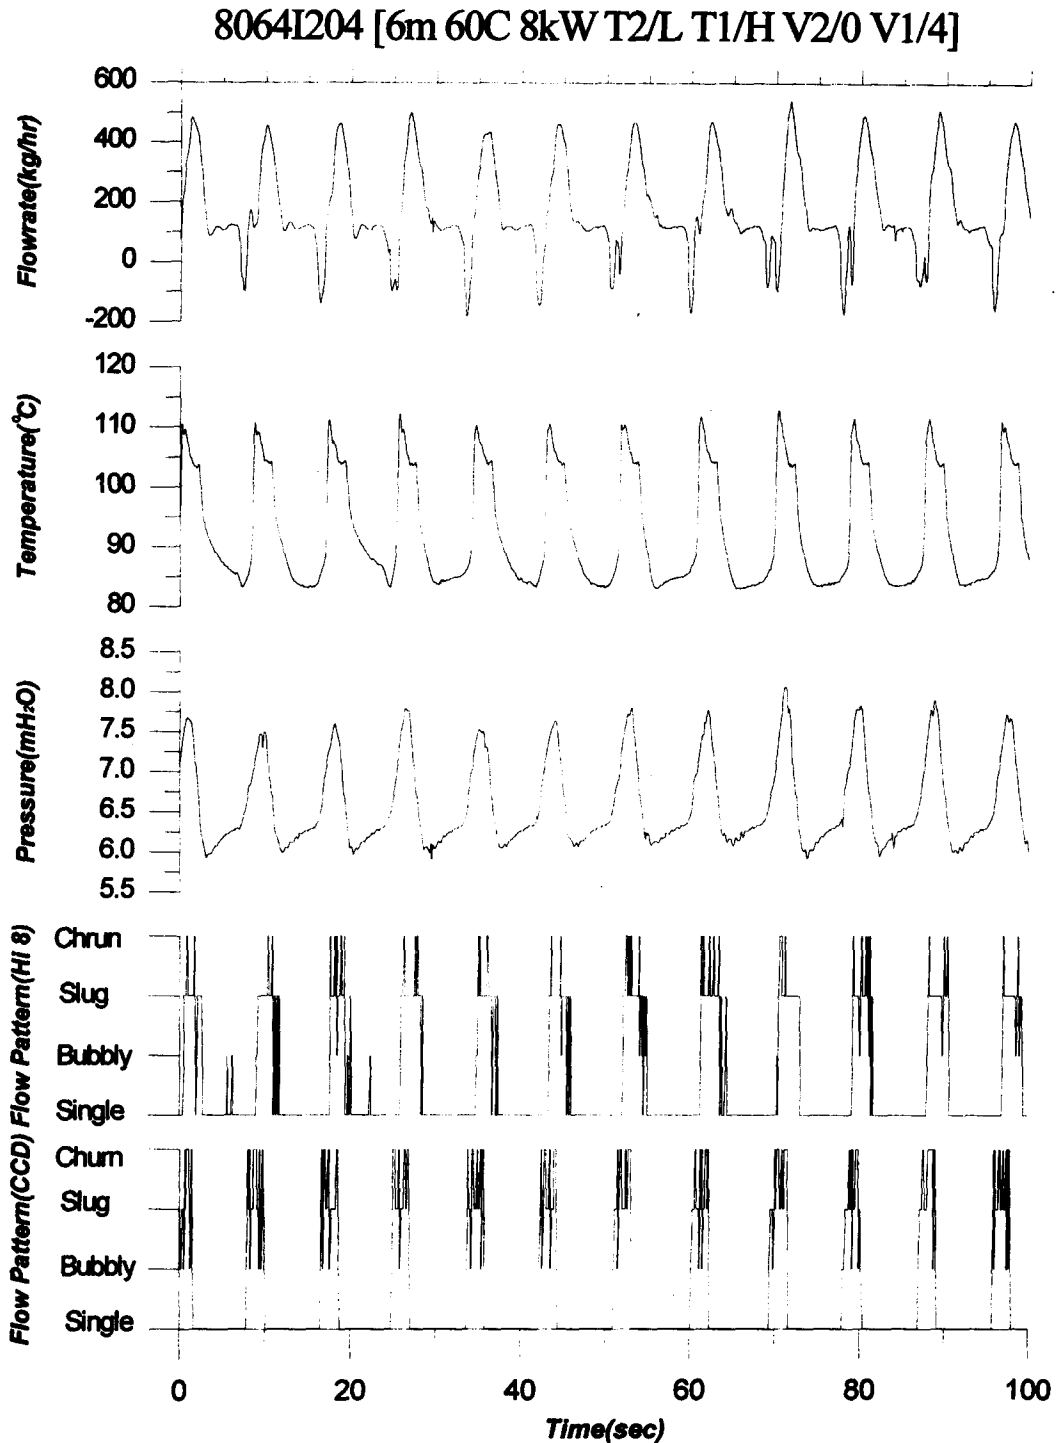 8064I204 [6m 60C 8kW T2/L T1/H V2/0 V1/4]
600
400
200
0
-200
Flowrate(kg/hr)
120
110
100
90
80
Temperature(°C)
8.5
8.0
7.5
7.0
6.5
6.0
5.5
Pressure(mH2O)
Chrun
Slug
Bubbly
Single
Flow Pattern(Hi 8)
Churn
Slug
Bubbly
Single
Flow Pattern(CCD)
0 20 40 60 80 100
Time(sec)